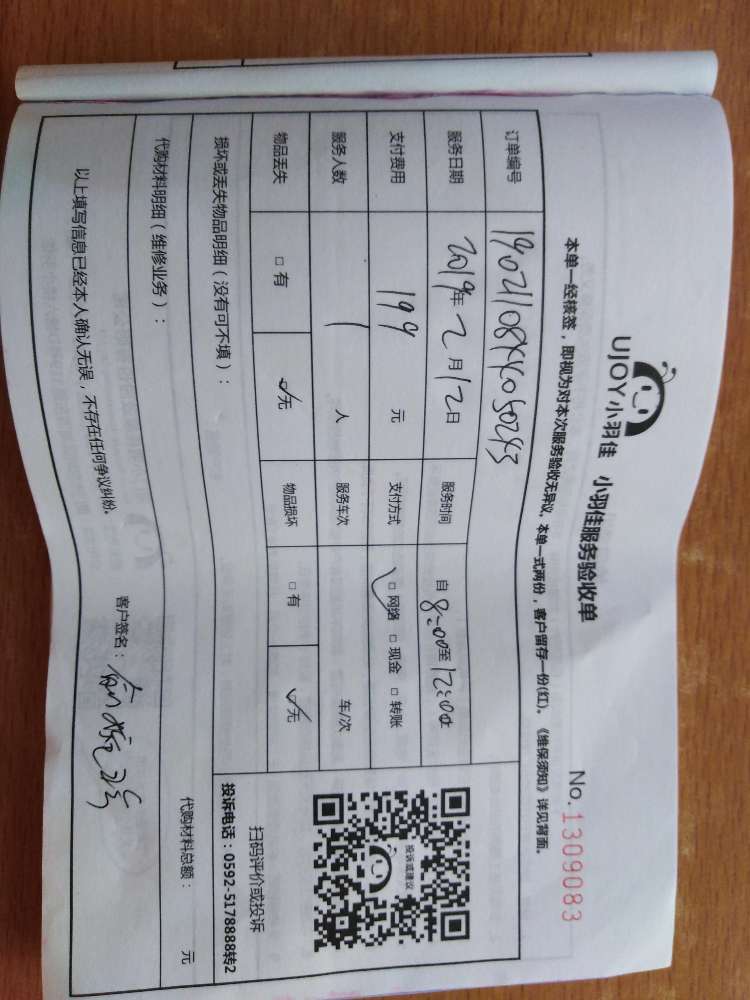 UJOY小羽佳 小羽佳服务验收单 No.1309083
本单一经核签，即视为对本次服务验收无异议，本单一式两份，客户留存一份(红)。《维保须知》详见背面。
订单编号
服务日期 2019年2月12日 服务时间 自8:00至12:00止
支付费用 199 元 支付方式 □网络 □现金 □转账
服务人数 1 人 服务车次 车/次
物品丢失 □有 □无 物品损坏 □有 □无
损坏或丢失物品明细（没有可不填）：
代购材料明细（维修业务）：
代购材料总额： 元
以上填写信息已经本人确认无误，不存在任何争议纠纷。
客户签名：
投诉或建议
扫码评价或投诉
投诉电话：0592-5178888转2